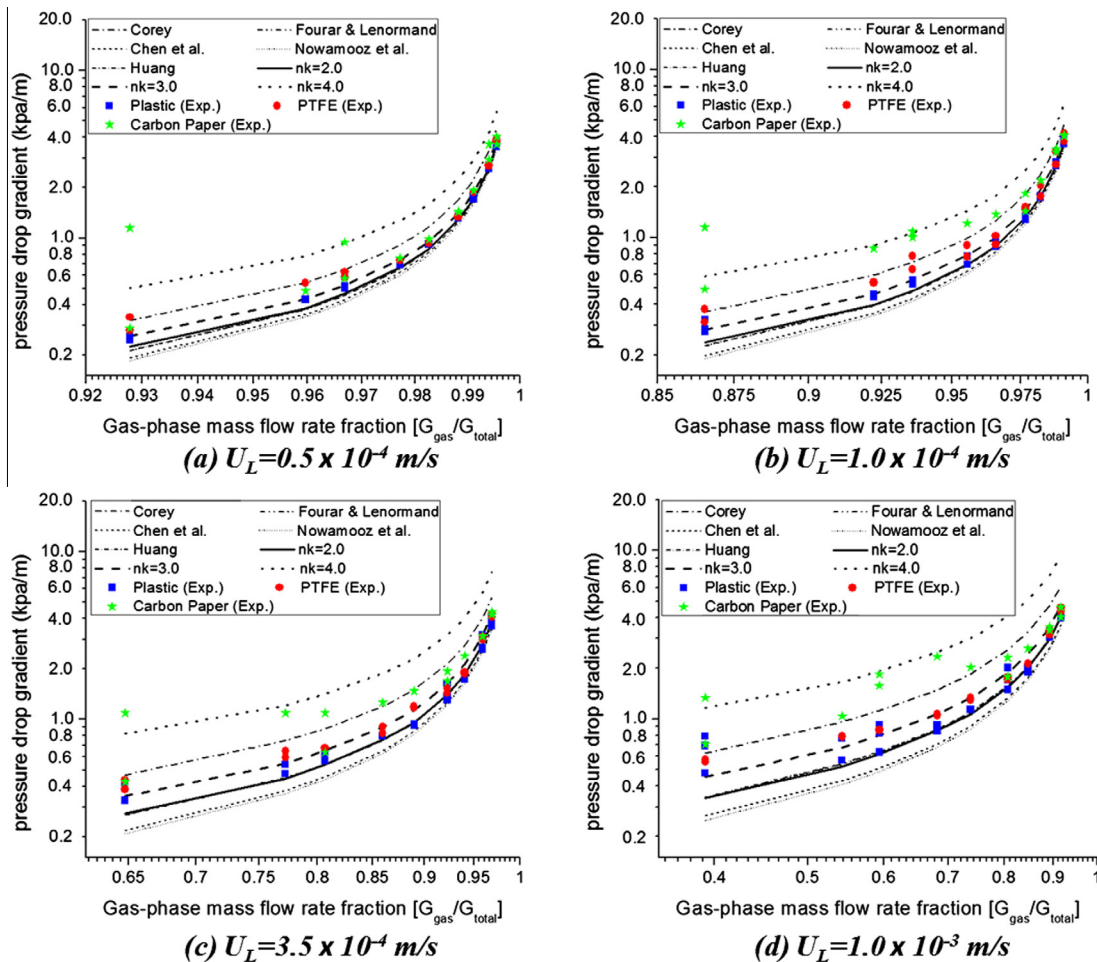 20.0
10.0
8.0
6.0
4.0
2.0
1.0
0.8
0.6
0.4
0.2
pressure drop gradient (kpa/m)
Corey
Fourar & Lenormand
Chen et al.
Nowamooz et al.
Huang
nk=2.0
nk=3.0
nk=4.0
Plastic (Exp.)
PTFE (Exp.)
Carbon Paper (Exp.)
0.92 0.93 0.94 0.95 0.96 0.97 0.98 0.99 1
Gas-phase mass flow rate fraction [G_gas/G_total]
(a) U_L=0.5 x 10^-4 m/s
20.0
10.0
8.0
6.0
4.0
2.0
1.0
0.8
0.6
0.4
0.2
pressure drop gradient (kpa/m)
Corey
Fourar & Lenormand
Chen et al.
Nowamooz et al.
Huang
nk=2.0
nk=3.0
nk=4.0
Plastic (Exp.)
PTFE (Exp.)
Carbon Paper (Exp.)
0.85 0.875 0.9 0.925 0.95 0.975 1
Gas-phase mass flow rate fraction [G_gas/G_total]
(b) U_L=1.0 x 10^-4 m/s
20.0
10.0
8.0
6.0
4.0
2.0
1.0
0.8
0.6
0.4
0.2
pressure drop gradient (kpa/m)
Corey
Fourar & Lenormand
Chen et al.
Nowamooz et al.
Huang
nk=2.0
nk=3.0
nk=4.0
Plastic (Exp.)
PTFE (Exp.)
Carbon Paper (Exp.)
0.65 0.7 0.75 0.8 0.85 0.9 0.95 1
Gas-phase mass flow rate fraction [G_gas/G_total]
(c) U_L=3.5 x 10^-4 m/s
20.0
10.0
8.0
6.0
4.0
2.0
1.0
0.8
0.6
0.4
0.2
pressure drop gradient (kpa/m)
Corey
Fourar & Lenormand
Chen et al.
Nowamooz et al.
Huang
nk=2.0
nk=3.0
nk=4.0
Plastic (Exp.)
PTFE (Exp.)
Carbon Paper (Exp.)
0.4 0.5 0.6 0.7 0.8 0.9 1
Gas-phase mass flow rate fraction [G_gas/G_total]
(d) U_L=1.0 x 10^-3 m/s